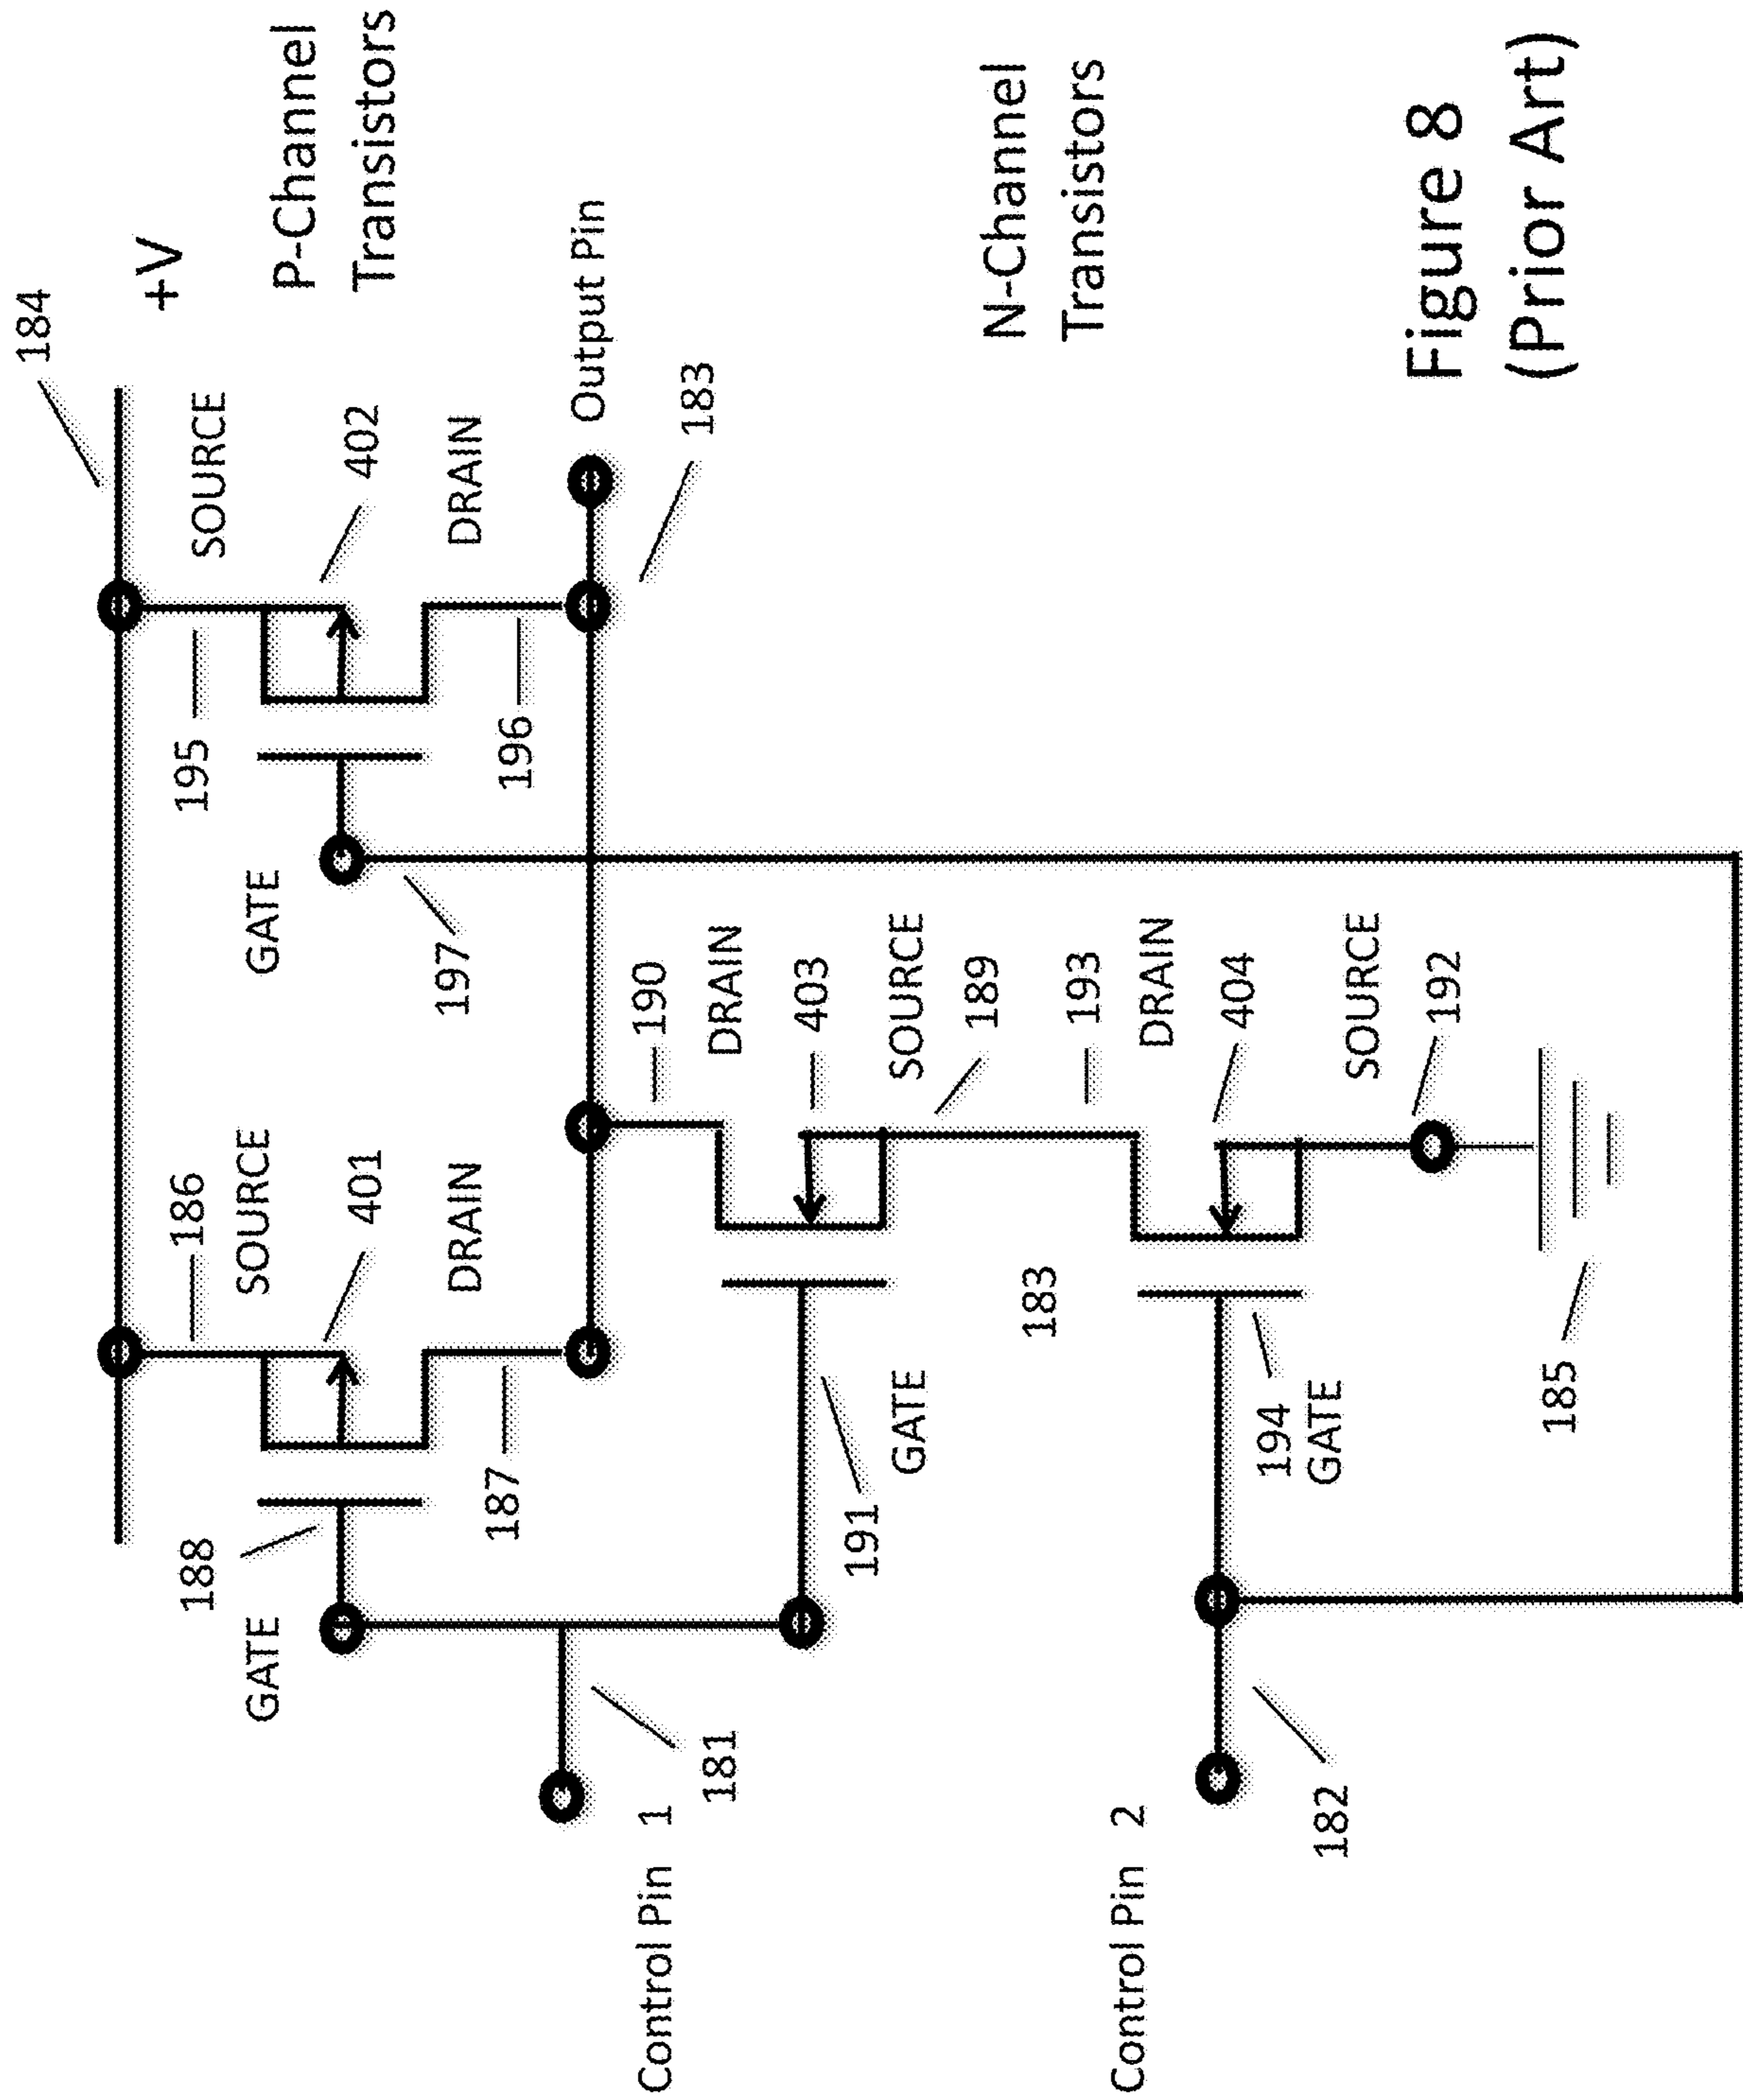 184
+V
P-Channel
Transistors
186
SOURCE
401
DRAIN
187
188
GATE
195
SOURCE
402
DRAIN
196
GATE
197
Output Pin
183
Control Pin 1
181
190
DRAIN
403
SOURCE
189
191
GATE
N-Channel
Transistors
183
193
DRAIN
404
SOURCE
192
194
GATE
Control Pin 2
182
185
Figure 8
(Prior Art)